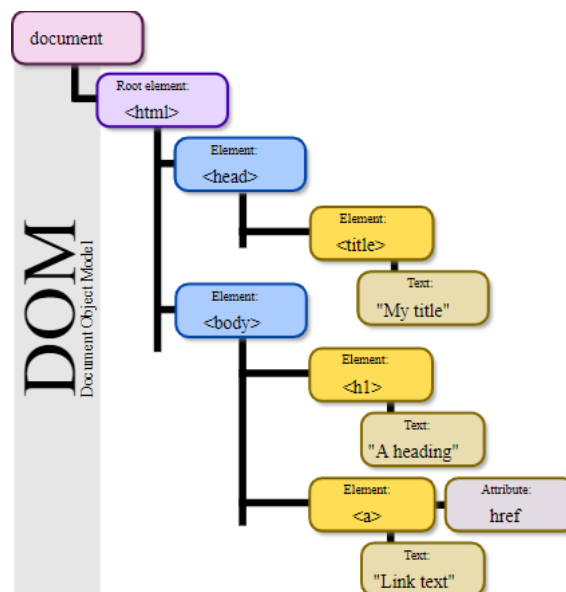 document
Root element:
<html>
Element:
<head>
Element:
<title>
Text:
"My title"
Element:
<body>
Element:
<h1>
Text:
"A heading"
Element:
<a>
Attribute:
href
Text:
"Link text"
DOM
Document Object Model